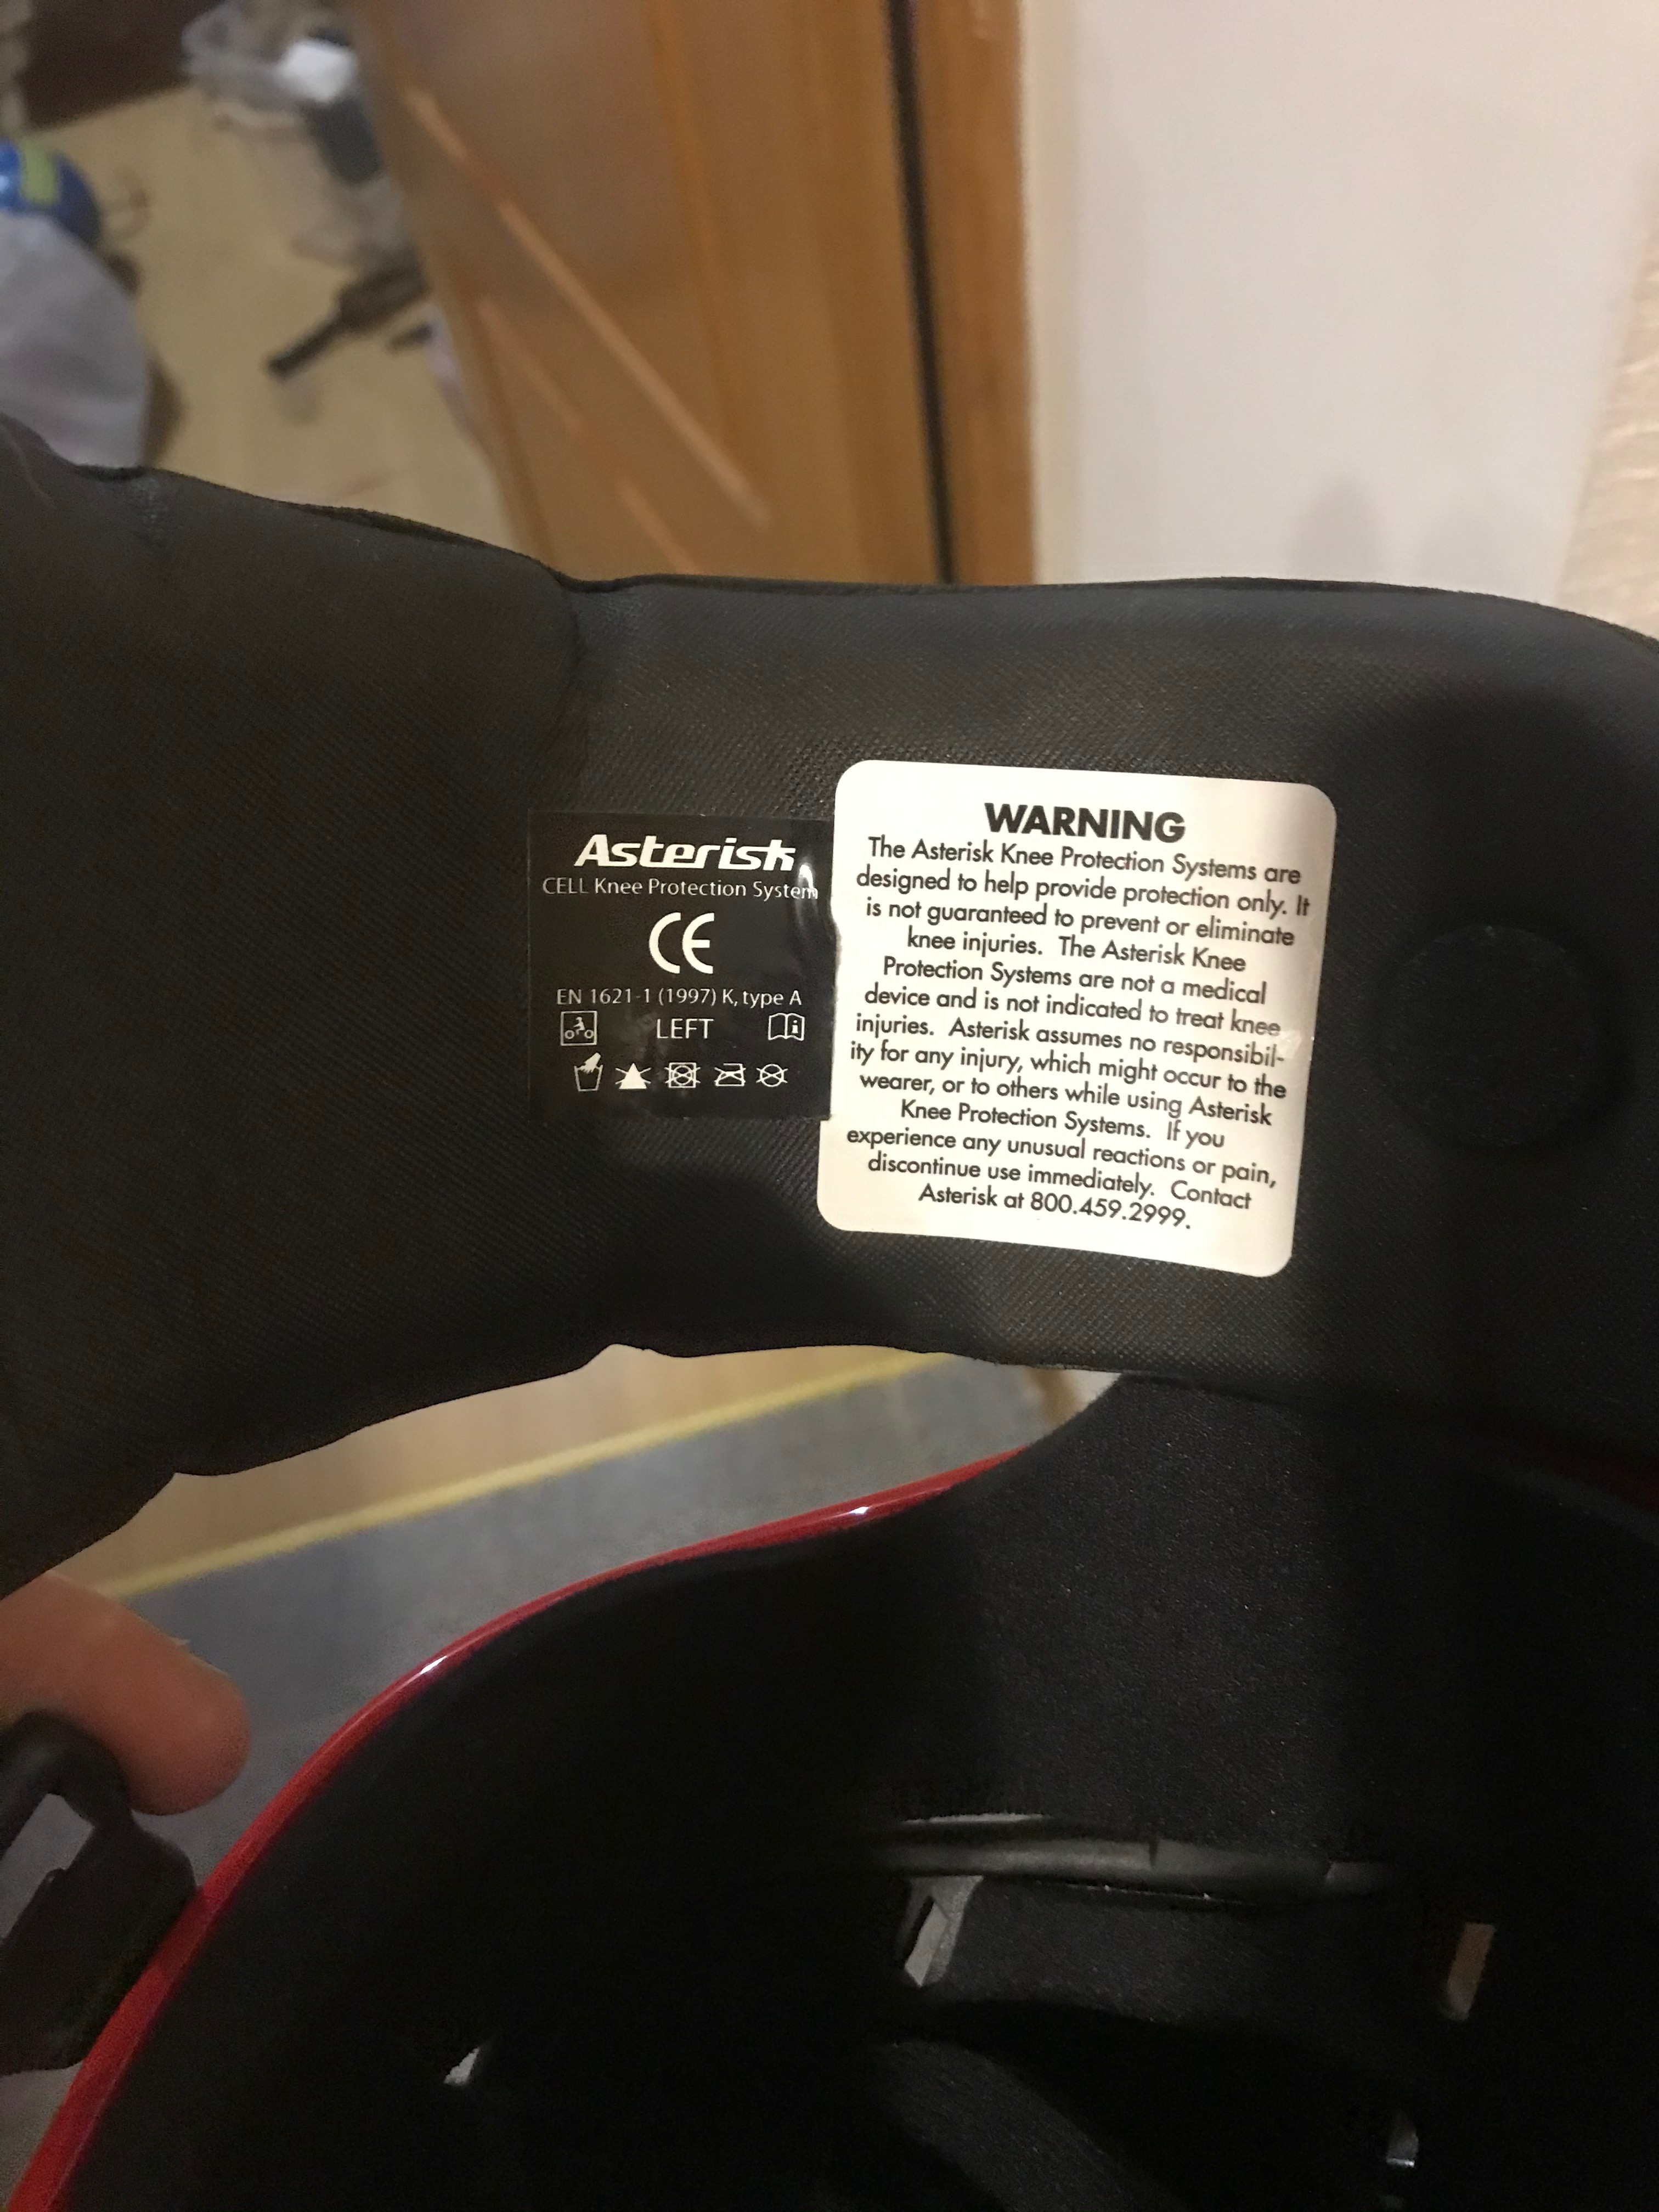 Asterisk
CELL Knee Protection System
CE
EN 1621-1 (1997) K, type A
LEFT
WARNING
The Asterisk Knee Protection Systems are
designed to help provide protection only. It
is not guaranteed to prevent or eliminate
knee injuries. The Asterisk Knee
Protection Systems are not a medical
device and is not indicated to treat knee
injuries. Asterisk assumes no responsibil-
ity for any injury, which might occur to the
wearer, or to others while using Asterisk
Knee Protection Systems. If you
experience any unusual reactions or pain,
discontinue use immediately. Contact
Asterisk at 800.459.2999.